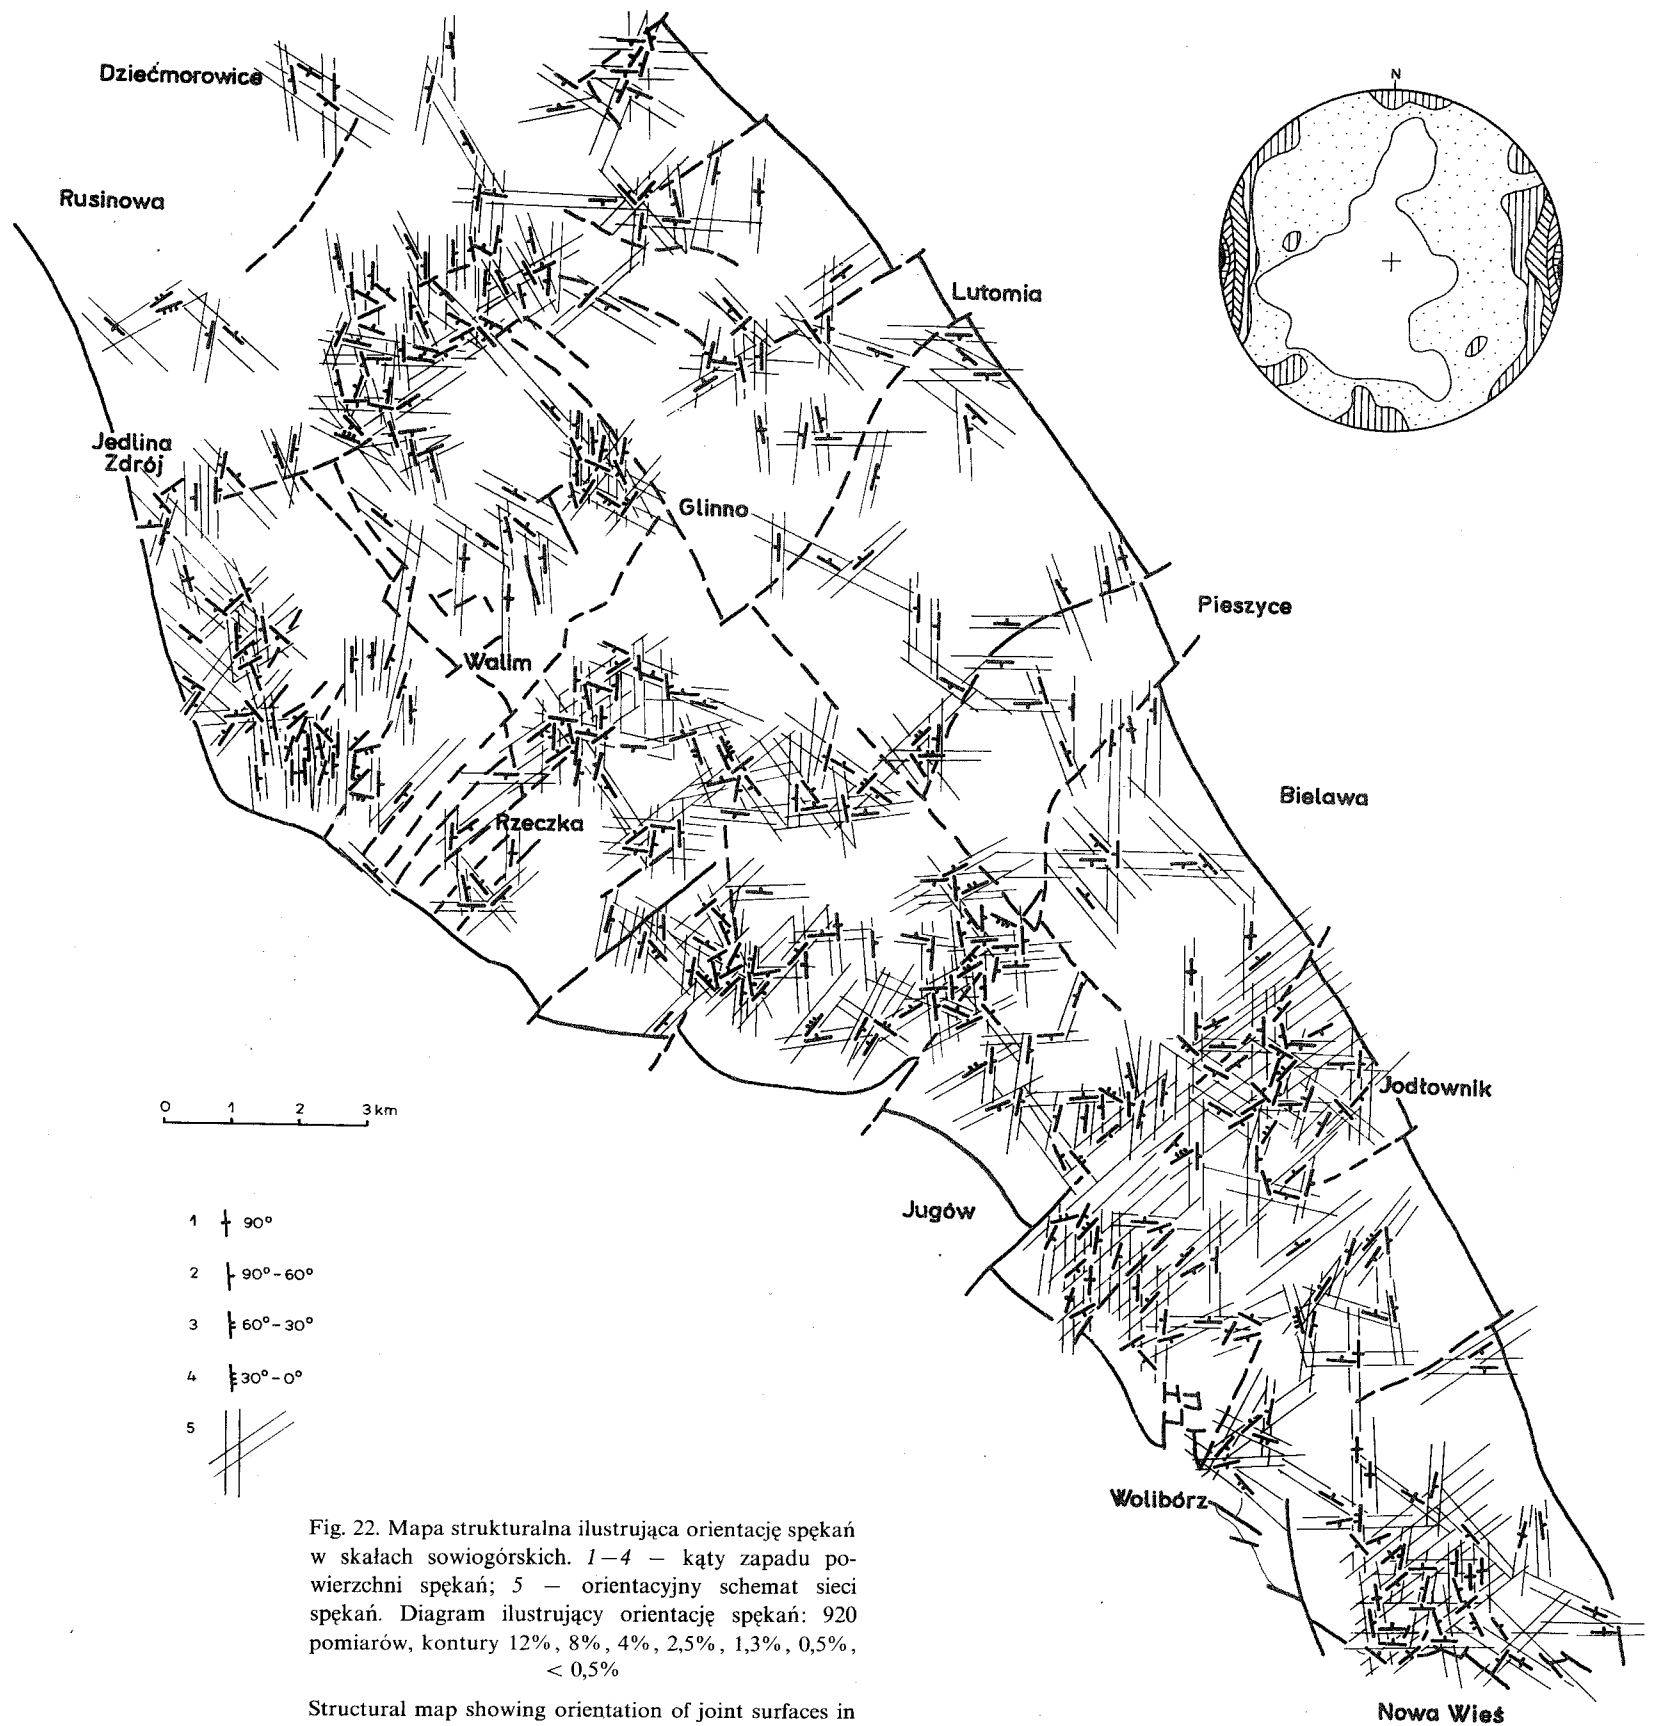 N
Dziećmorowice
Rusinowa
Lutomia
Jedlina
Zdrój
Glinno
Pieszyce
Walim
Bielawa
Rzeczka
0 1 2 3 km
Jodłownik
Jugów
1 90°
2 90°-60°
3 60°-30°
4 30°-0°
5
Wolibórz
Fig. 22. Mapa strukturalna ilustrująca orientację spękań
w skałach sowiogórskich. 1—4 — kąty zapadu po-
wierzchni spękań; 5 — orientacyjny schemat sieci
spękań. Diagram ilustrujący orientację spękań: 920
pomiarów, kontury 12%, 8%, 4%, 2,5%, 1,3%, 0,5%,
< 0,5%
Structural map showing orientation of joint surfaces in
Nowa Wieś